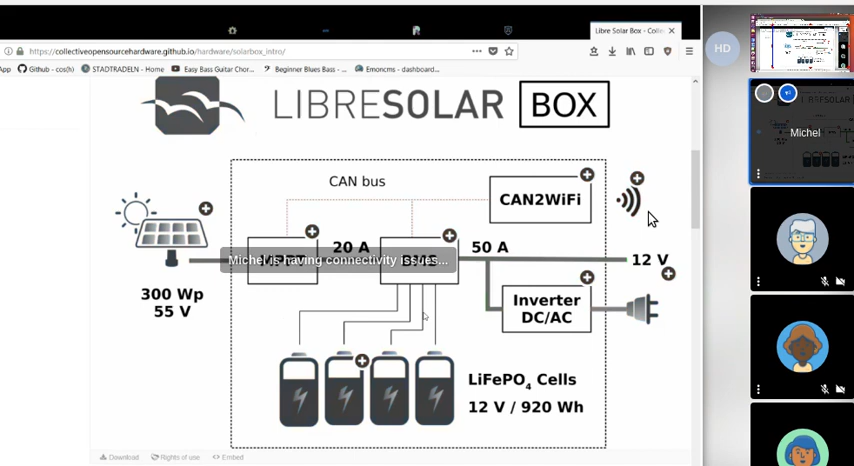 Libre Solar Box - Collec
https://collectiveopensourcehardware.github.io/hardware/solarbox_intro/
App
Github - cos(h)
STADTRADELN - Home
Easy Bass Guitar Chor...
Beginner Blues Bass - ...
Emoncms - dashboard...
HD
LIBRESOLAR BOX
CAN bus
CAN2WiFi
20 A
50 A
Michel is having connectivity issues...
12 V
300 Wp
55 V
Inverter
DC/AC
LiFePO4 Cells
12 V / 920 Wh
Download
Rights of use
Embed
Michel